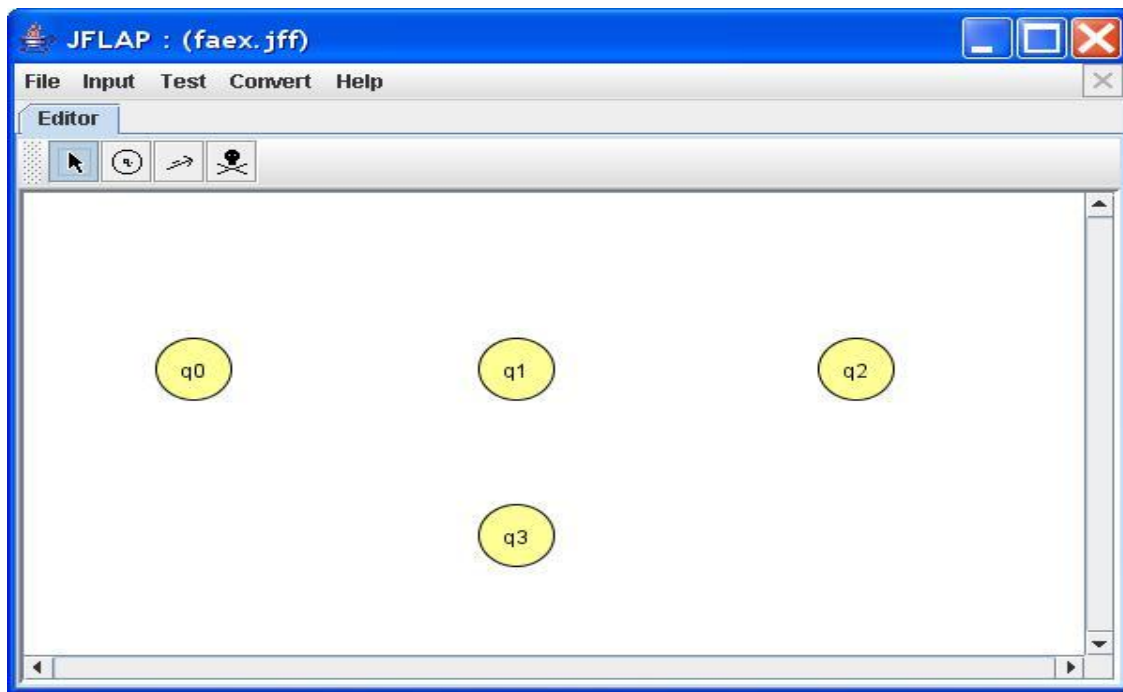 JFLAP : (faex.jff)
File Input Test Convert Help
Editor
q
q0 q1 q2
q3